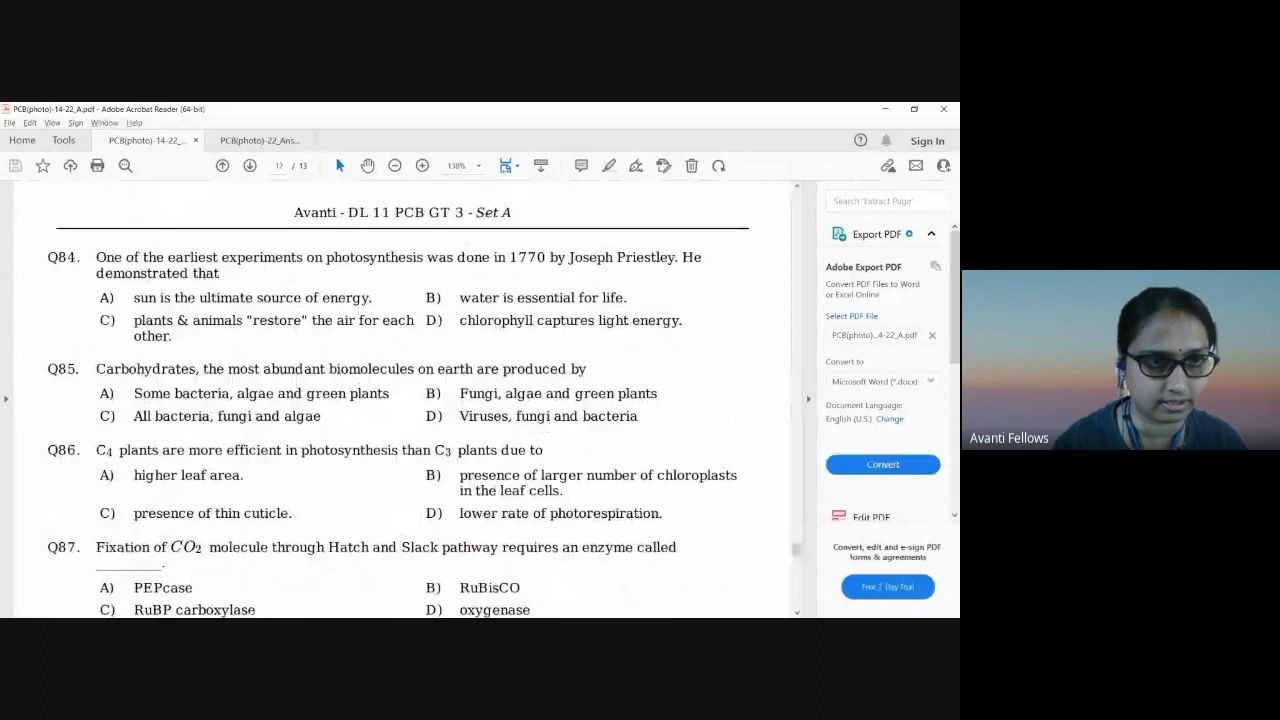 PCB(photo)-14-22_A.pdf - Adobe Acrobat Reader (64-bit)
File Edit View Sign Window Help
Home Tools PCB(photo)-14-22_... × PCB(photo)-22_Ans... Sign In
12 / 13 138%
Avanti - DL 11 PCB GT 3 - Set A
Q84. One of the earliest experiments on photosynthesis was done in 1770 by Joseph Priestley. He
demonstrated that
A) sun is the ultimate source of energy. B) water is essential for life.
C) plants & animals "restore" the air for each D) chlorophyll captures light energy.
other.
Q85. Carbohydrates, the most abundant biomolecules on earth are produced by
A) Some bacteria, algae and green plants B) Fungi, algae and green plants
C) All bacteria, fungi and algae D) Viruses, fungi and bacteria
Q86. C₄ plants are more efficient in photosynthesis than C₃ plants due to
A) higher leaf area. B) presence of larger number of chloroplasts
in the leaf cells.
C) presence of thin cuticle. D) lower rate of photorespiration.
Q87. Fixation of CO₂ molecule through Hatch and Slack pathway requires an enzyme called
________.
A) PEPcase B) RuBisCO
C) RuBP carboxylase D) oxygenase
Search 'Extract Page'
Export PDF
Adobe Export PDF
Convert PDF Files to Word
or Excel Online
Select PDF File
PCB(photo)...4-22_A.pdf
Convert to
Microsoft Word (*.docx)
Document Language:
English (U.S.) Change
Convert
Edit PDF
Convert, edit and e-sign PDF
forms & agreements
Free 7 Day Trial
Avanti Fellows